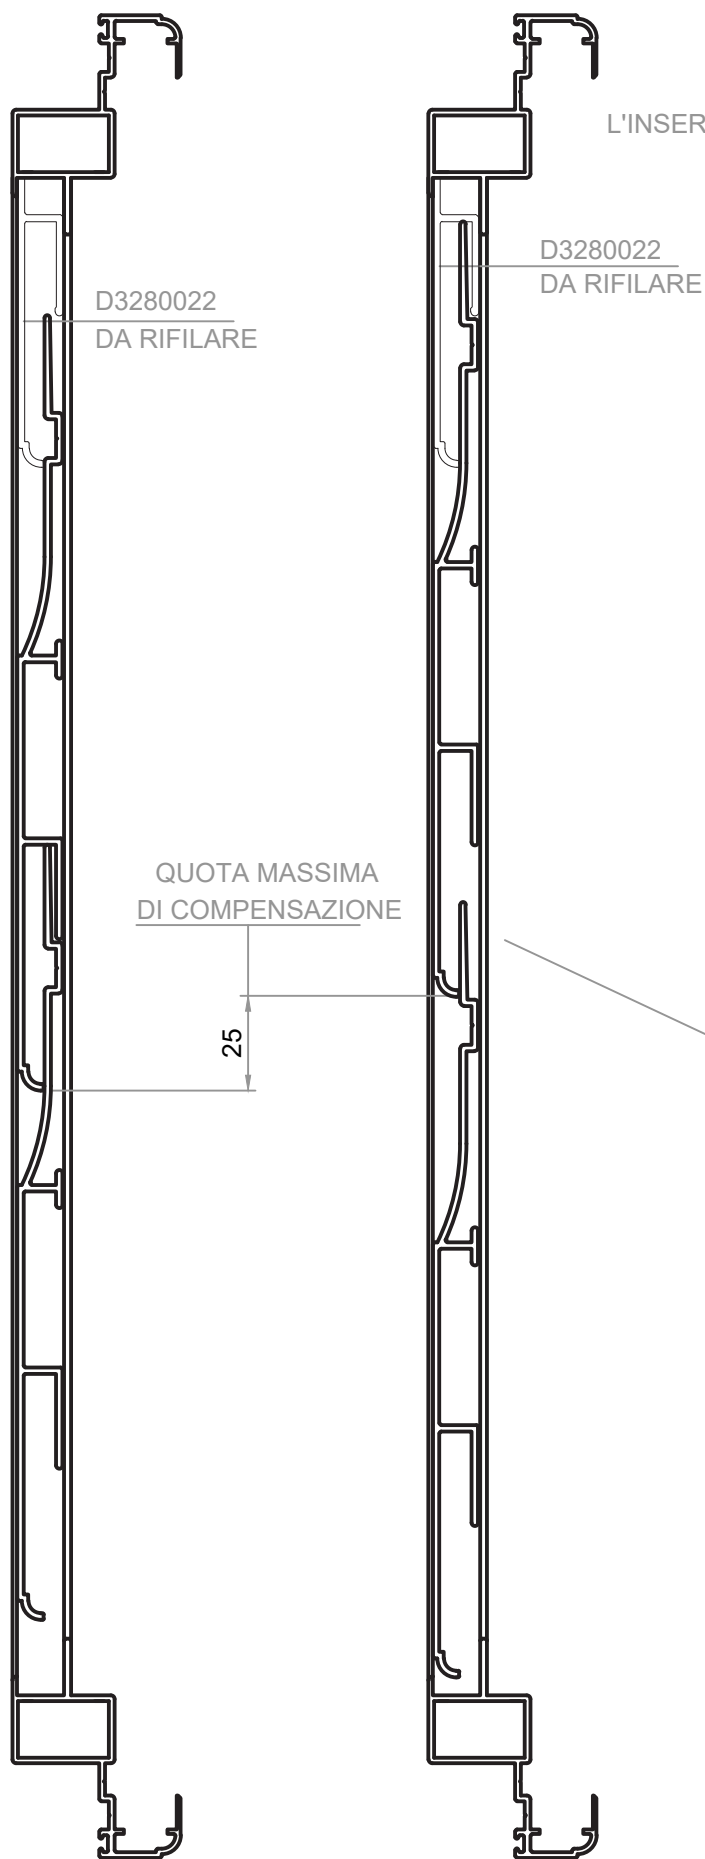 L'INSER
D3280022
DA RIFILARE
D3280022
DA RIFILARE
QUOTA MASSIMA
DI COMPENSAZIONE
25